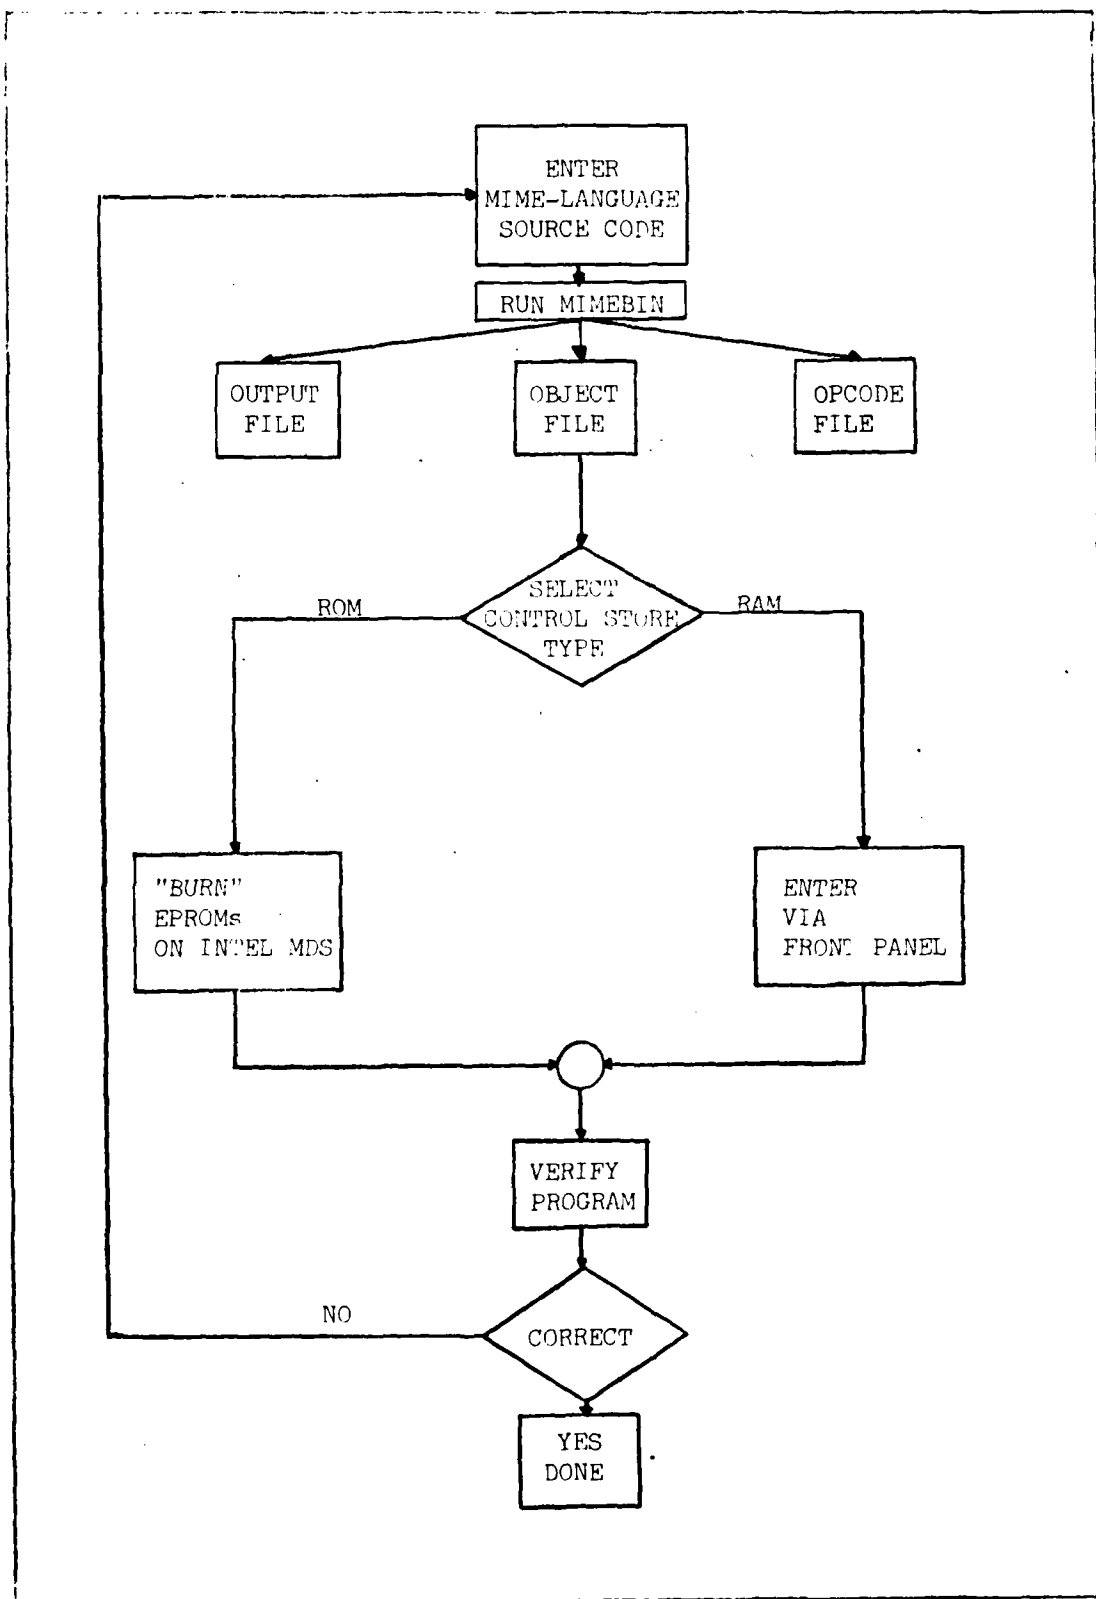 ENTER
MIME-LANGUAGE
SOURCE CODE
RUN MIMEBIN
OUTPUT
FILE
OBJECT
FILE
OPCODE
FILE
SELECT
CONTROL STORE
TYPE
ROM
RAM
"BURN"
EPROMs
ON INTEL MDS
ENTER
VIA
FRONT PANEL
VERIFY
PROGRAM
CORRECT
NO
YES
DONE